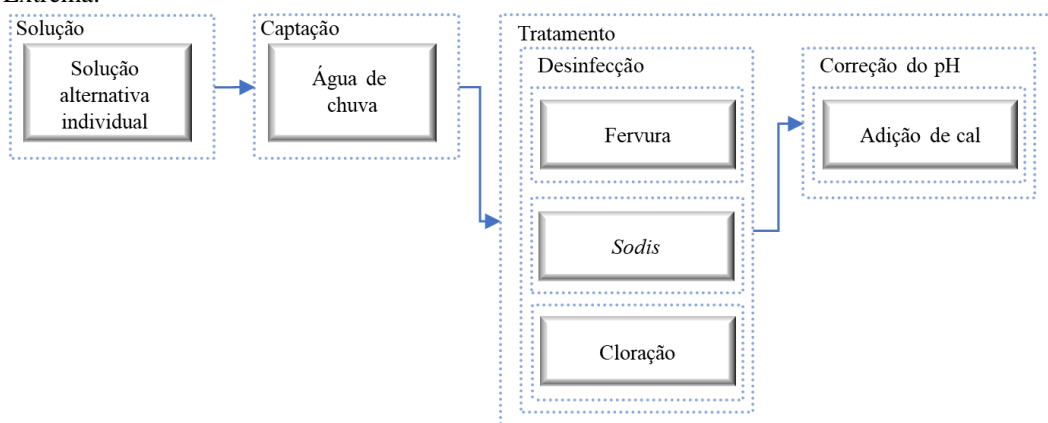 Extrema.
Solução
Solução
alternativa
individual
Captação
Água de
chuva
Tratamento
Desinfecção
Fervura
Sodis
Cloração
Correção do pH
Adição de cal